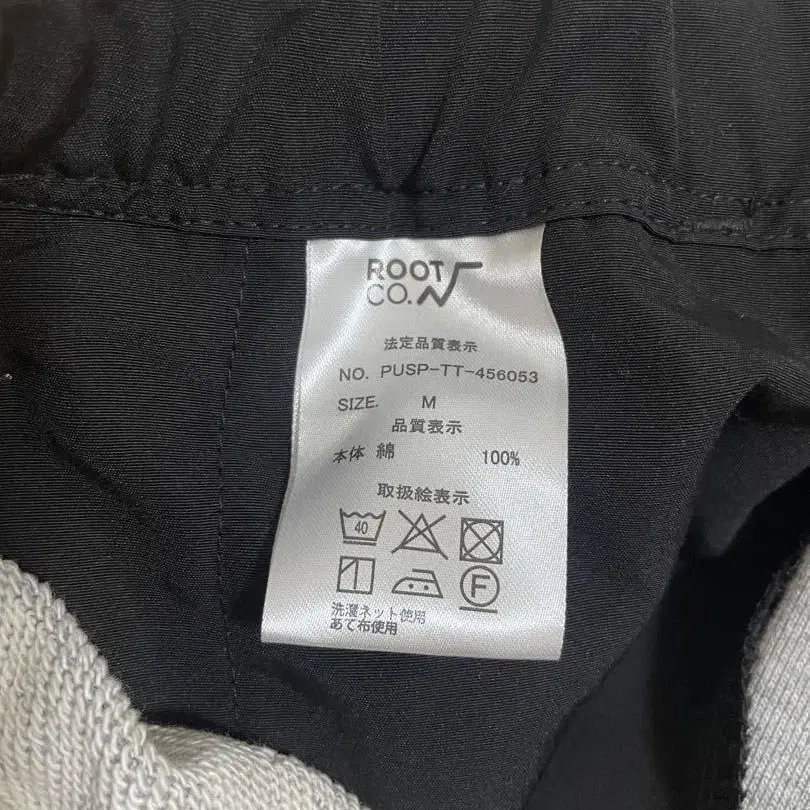 ROOT
CO.
法定品質表示
NO. PUSP-TT-456053
SIZE. M
品質表示
本体 綿 100%
取扱絵表示
40
F
洗濯ネット使用
あて布使用